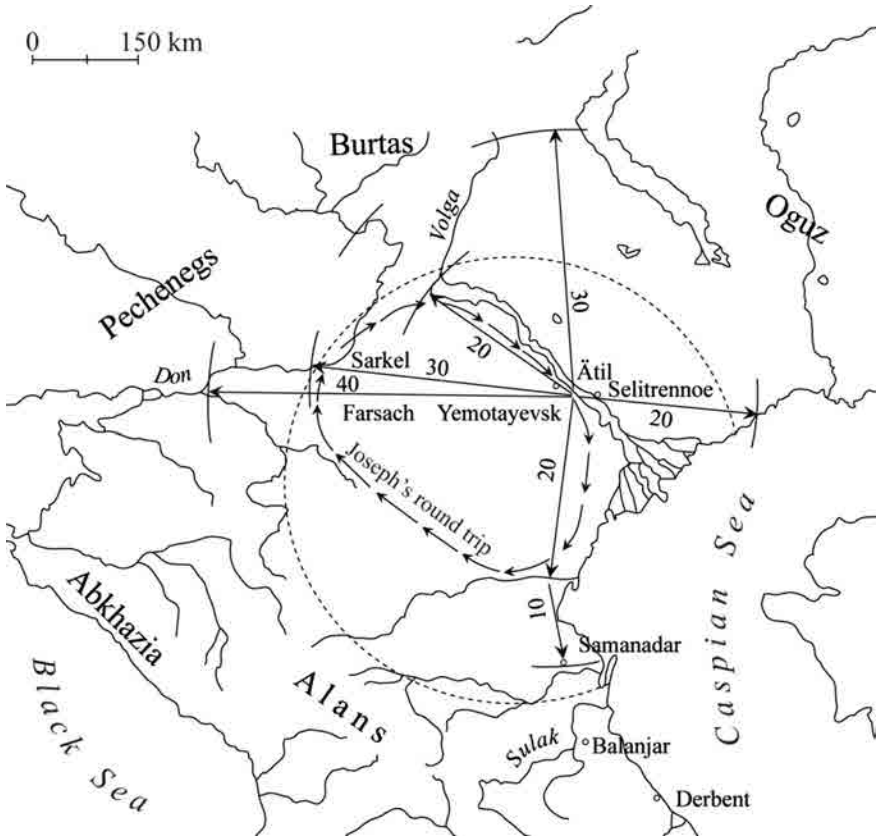 0 150 km
Burtas
Volga
Oguz
Pechenegs
30
20
Ätil
Don
Sarkel
30
Selitrennoe
40
20
Farsach Yemotayevsk
20
Joseph's round trip
Caspian Sea
Abkhazia
10
Samanadar
Alans
Black Sea
Sulak
Balanjar
Derbent